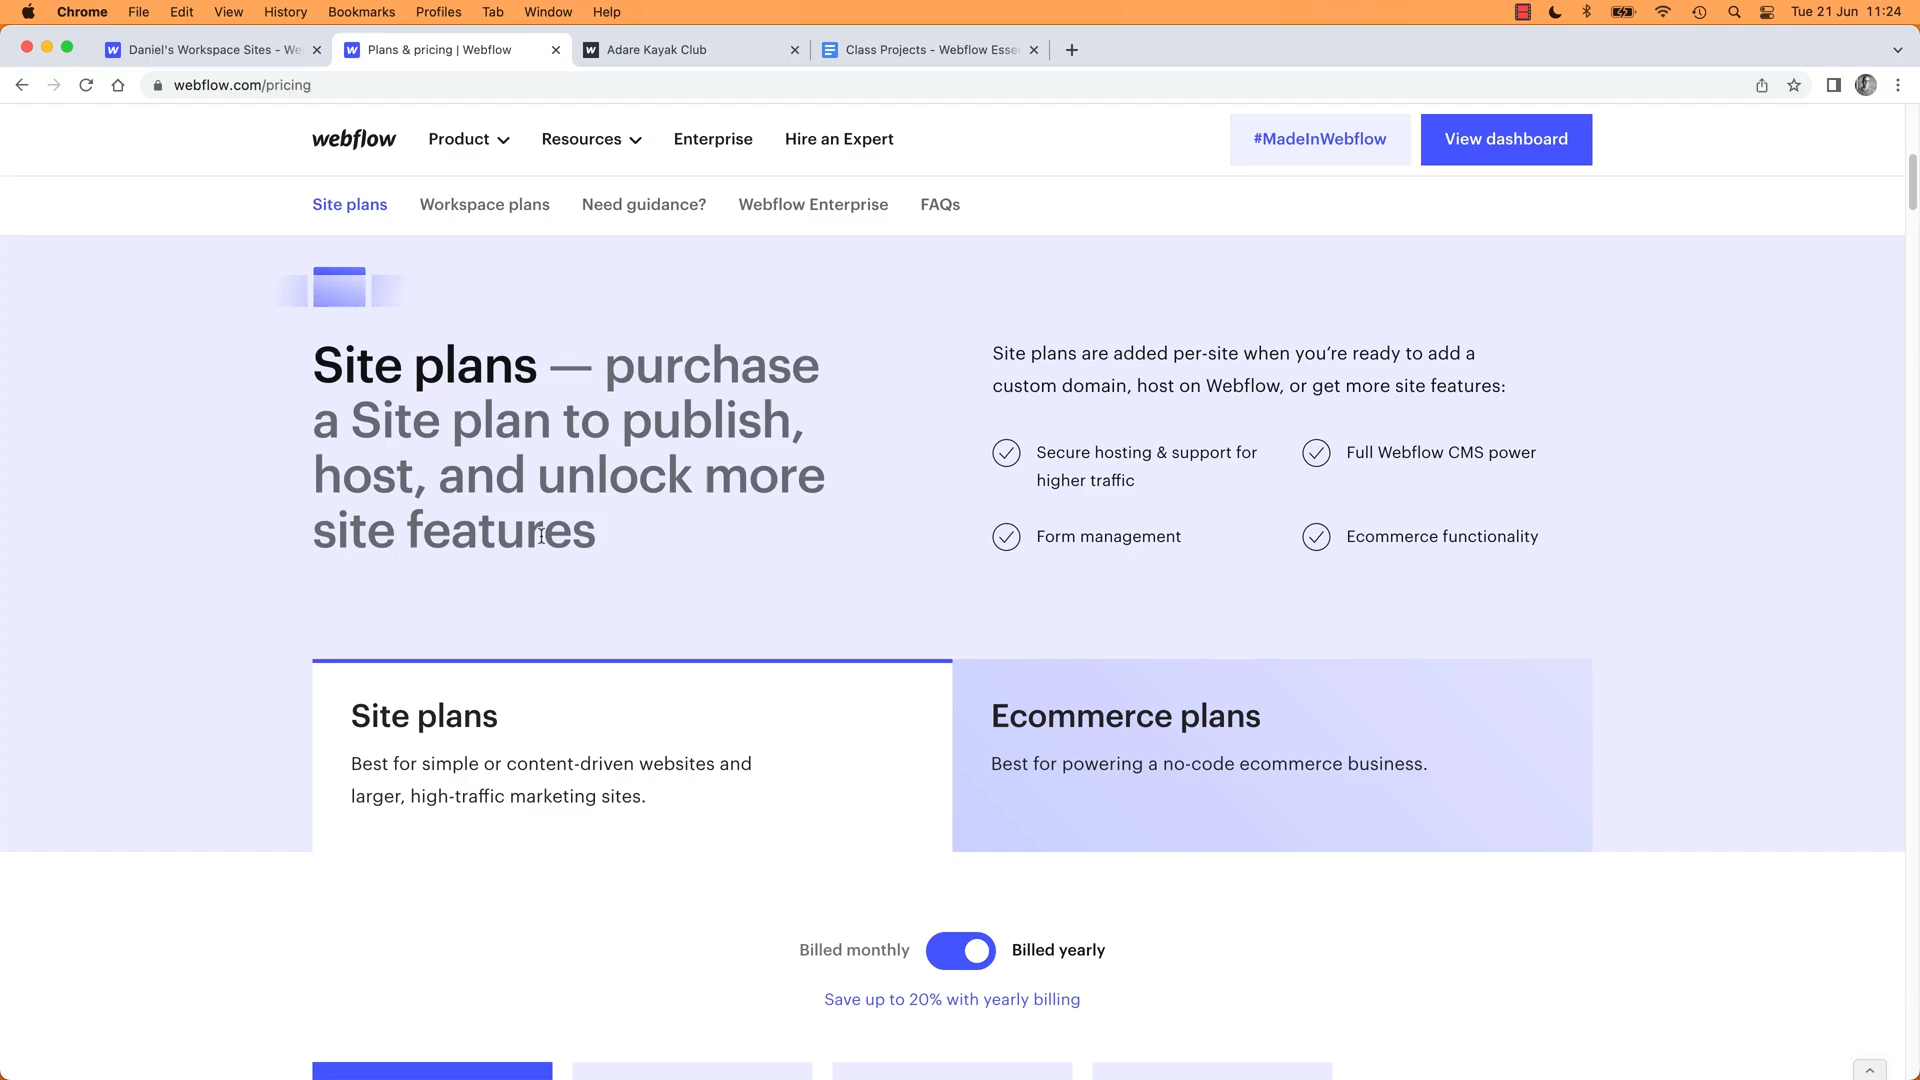 Chrome File Edit View History Bookmarks Profiles Tab Window Help Tue 21 Jun 11:24
Daniel's Workspace Sites - We Plans & pricing | Webflow Adare Kayak Club Class Projects - Webflow Esse
webflow.com/pricing
webflow Product Resources Enterprise Hire an Expert #MadeInWebflow View dashboard
Site plans Workspace plans Need guidance? Webflow Enterprise FAQs
Site plans — purchase
a Site plan to publish,
host, and unlock more
site features
Site plans are added per-site when you’re ready to add a
custom domain, host on Webflow, or get more site features:
Secure hosting & support for
higher traffic
Full Webflow CMS power
Form management
Ecommerce functionality
Site plans
Best for simple or content-driven websites and
larger, high-traffic marketing sites.
Ecommerce plans
Best for powering a no-code ecommerce business.
Billed monthly Billed yearly
Save up to 20% with yearly billing